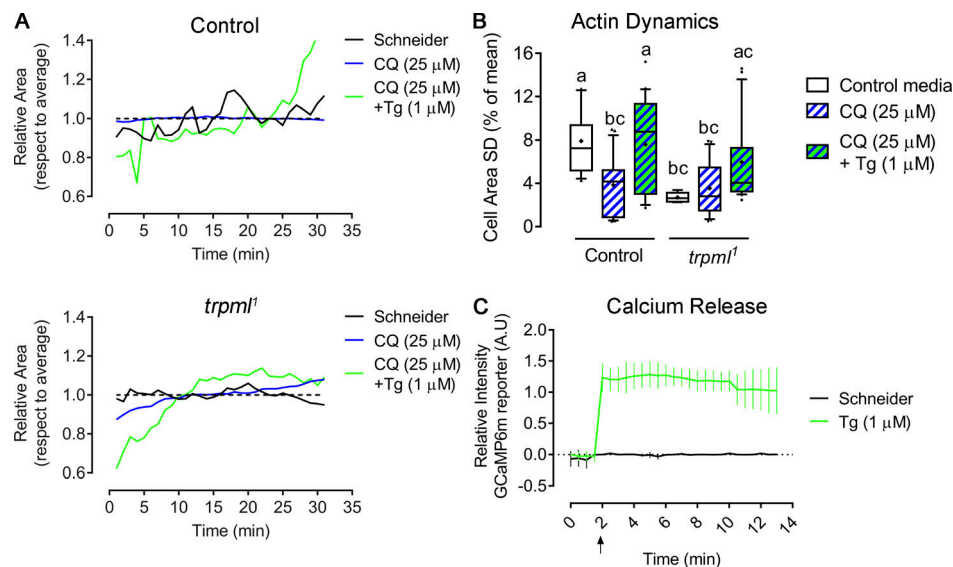 A
Control
1.4
1.2
1.0
0.8
0.6
Relative Area
(respect to average)
0 5 10 15 20 25 30 35
Time (min)
Schneider
CQ (25 μM)
CQ (25 μM)
+Tg (1 μM)
trpml¹
1.4
1.2
1.0
0.8
0.6
Relative Area
(respect to average)
0 5 10 15 20 25 30 35
Time (min)
Schneider
CQ (25 μM)
CQ (25 μM)
+Tg (1 μM)
B
Actin Dynamics
16
12
8
4
0
Cell Area SD (% of mean)
a
bc
a
bc
bc
ac
Control
trpml¹
Control media
CQ (25 μM)
CQ (25 μM)
+ Tg (1 μM)
C
Calcium Release
2.0
1.5
1.0
0.5
0.0
-0.5
Relative Intensity
GCaMP6m reporter (A.U)
0 2 4 6 8 10 12 14
Time (min)
Schneider
Tg (1 μM)